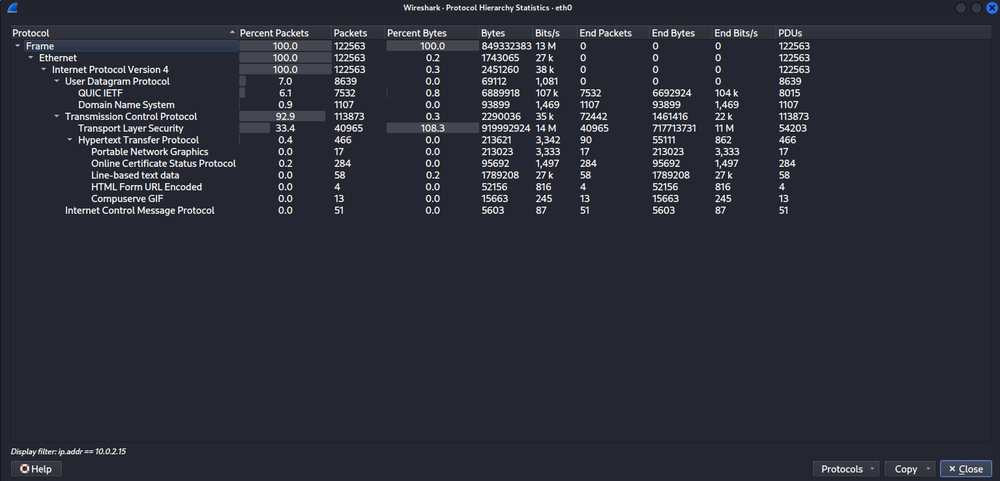 Wireshark · Protocol Hierarchy Statistics · eth0
Protocol Percent Packets Packets Percent Bytes Bytes Bits/s End Packets End Bytes End Bits/s PDUs
Frame 100.0 122563 100.0 849332383 13 M 0 0 0 122563
Ethernet 100.0 122563 0.2 1743065 27 k 0 0 0 122563
Internet Protocol Version 4 100.0 122563 0.3 2451260 38 k 0 0 0 122563
User Datagram Protocol 7.0 8639 0.0 69112 1,081 0 0 0 8639
QUIC IETF 6.1 7532 0.8 6889918 107 k 7532 6692924 104 k 8015
Domain Name System 0.9 1107 0.0 93899 1,469 1107 93899 1,469 1107
Transmission Control Protocol 92.9 113873 0.3 2290036 35 k 72442 1461416 22 k 113873
Transport Layer Security 33.4 40965 108.3 919992924 14 M 40965 717713731 11 M 54203
Hypertext Transfer Protocol 0.4 466 0.0 213621 3,342 90 55111 862 466
Portable Network Graphics 0.0 17 0.0 213023 3,333 17 213023 3,333 17
Online Certificate Status Protocol 0.2 284 0.0 95692 1,497 284 95692 1,497 284
Line-based text data 0.0 58 0.2 1789208 27 k 58 1789208 27 k 58
HTML Form URL Encoded 0.0 4 0.0 52156 816 4 52156 816 4
Compuserve GIF 0.0 13 0.0 15663 245 13 15663 245 13
Internet Control Message Protocol 0.0 51 0.0 5603 87 51 5603 87 51
Display filter: ip.addr == 10.0.2.15
Help Protocols Copy Close